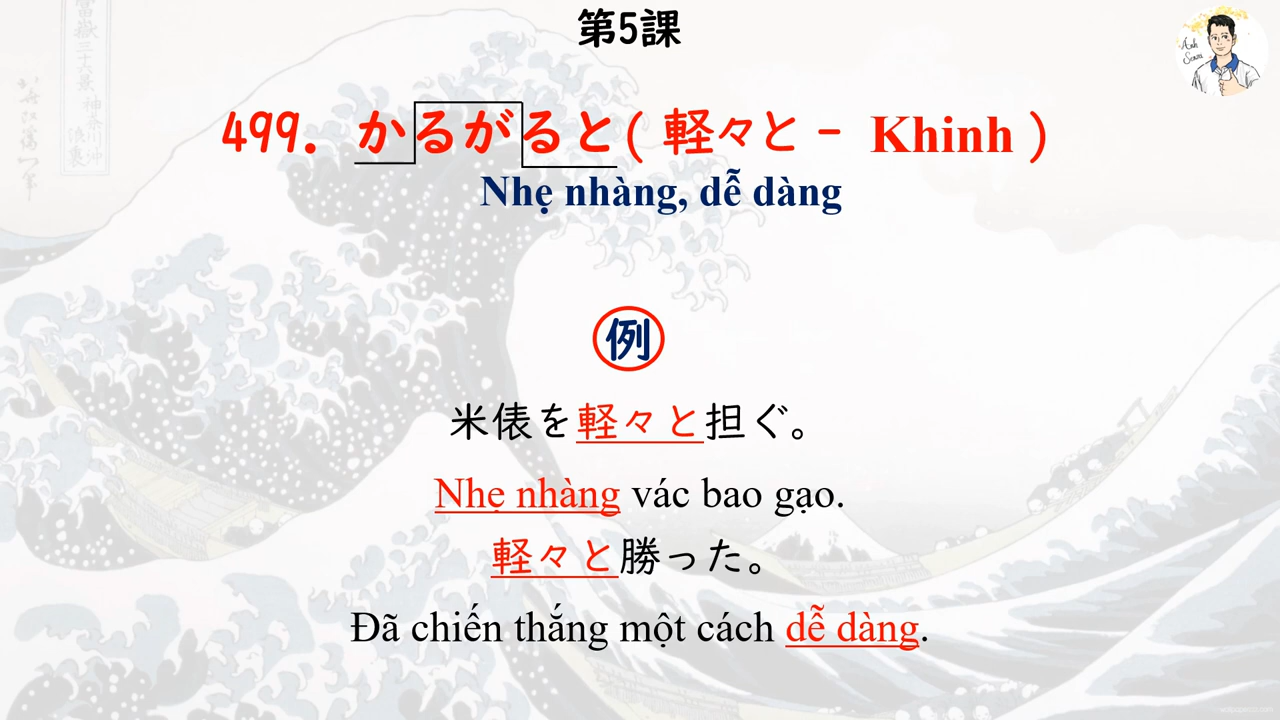 第5課
499. かるがると ( 軽々と - Khinh )
Nhẹ nhàng, dễ dàng
例
米俵を軽々と担ぐ。
Nhẹ nhàng vác bao gạo.
軽々と勝った。
Đã chiến thắng một cách dễ dàng.